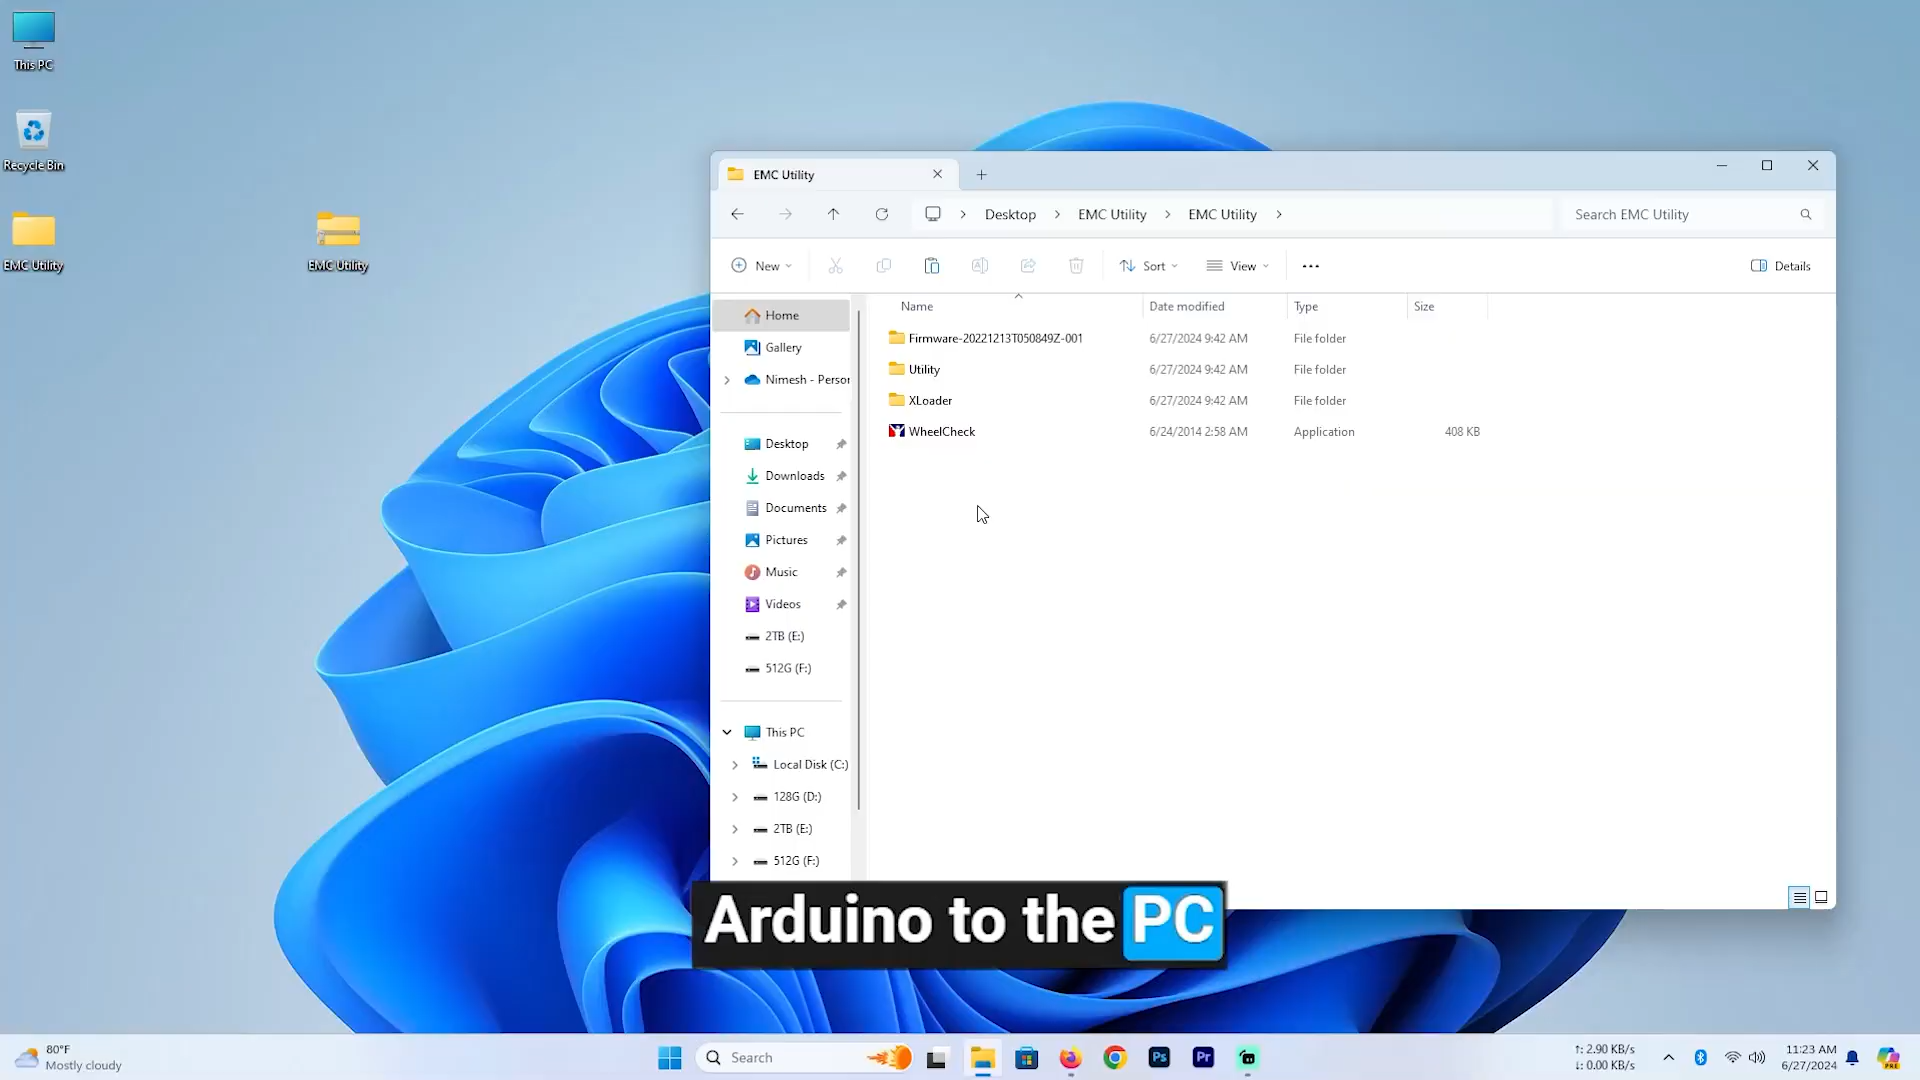 This PC
Recycle Bin
EMC Utility
EMC Utility
EMC Utility
Desktop
EMC Utility
EMC Utility
Search EMC Utility
New
Sort
View
Details
Home
Gallery
Nimesh - Persor
Desktop
Downloads
Documents
Pictures
Music
Videos
2TB (E:)
512G (F:)
This PC
Local Disk (C:)
128G (D:)
2TB (E:)
512G (F:)
Name Date modified Type Size
Firmware-20221213T050849Z-001 6/27/2024 9:42 AM File folder
Utility 6/27/2024 9:42 AM File folder
XLoader 6/27/2024 9:42 AM File folder
WheelCheck 6/24/2014 2:58 AM Application 408 KB
Arduino to the PC
80°F
Mostly cloudy
Search
Ps
Pr
↑: 2.90 KB/s
↓: 0.00 KB/s
11:23 AM
6/27/2024
PRE